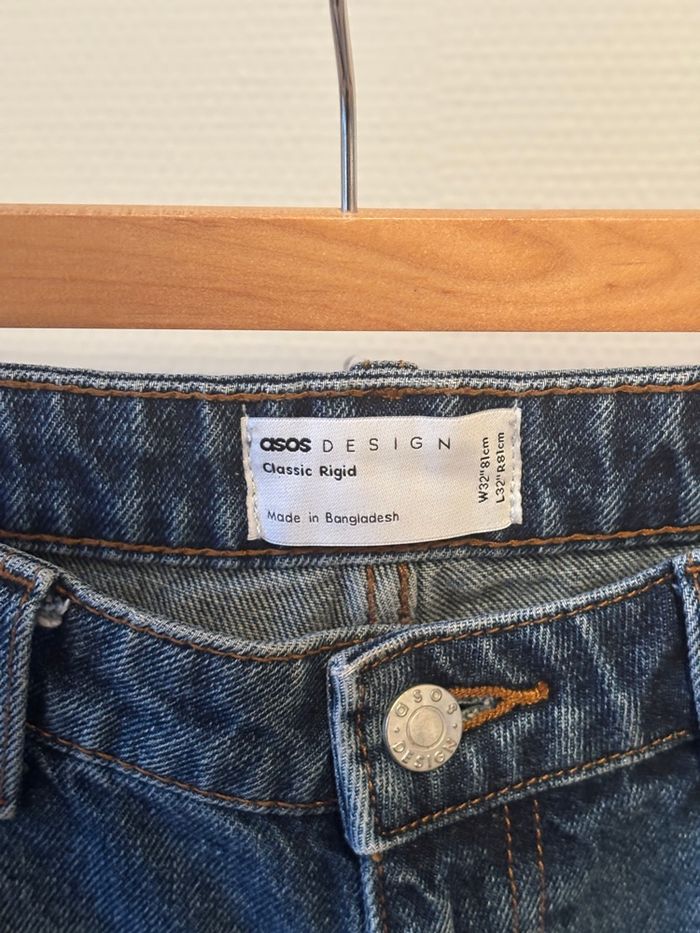 asos DESIGN
Classic Rigid
Made in Bangladesh
W32"81cm
L32"R81cm
ASOS
DESIGN